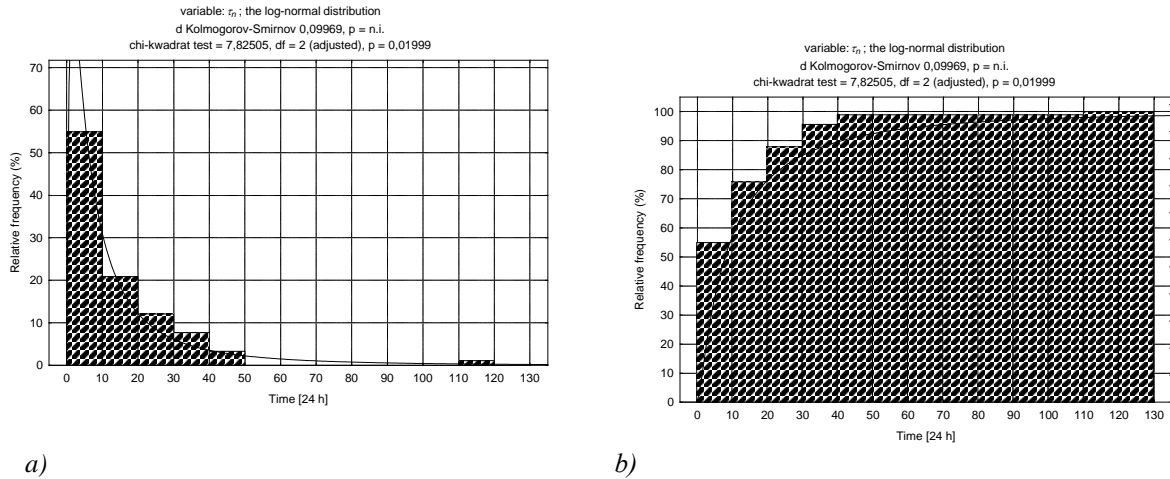 variable: τn ; the log-normal distribution
d Kolmogorov-Smirnov 0,09969, p = n.i.
chi-kwadrat test = 7,82505, df = 2 (adjusted), p = 0,01999
Relative frequency (%)
70
60
50
40
30
20
10
0
0 10 20 30 40 50 60 70 80 90 100 110 120 130
Time [24 h]
a)
variable: τn ; the log-normal distribution
d Kolmogorov-Smirnov 0,09969, p = n.i.
chi-kwadrat test = 7,82505, df = 2 (adjusted), p = 0,01999
Relative frequency (%)
100
90
80
70
60
50
40
30
20
10
0
0 10 20 30 40 50 60 70 80 90 100 110 120 130
Time [24 h]
b)